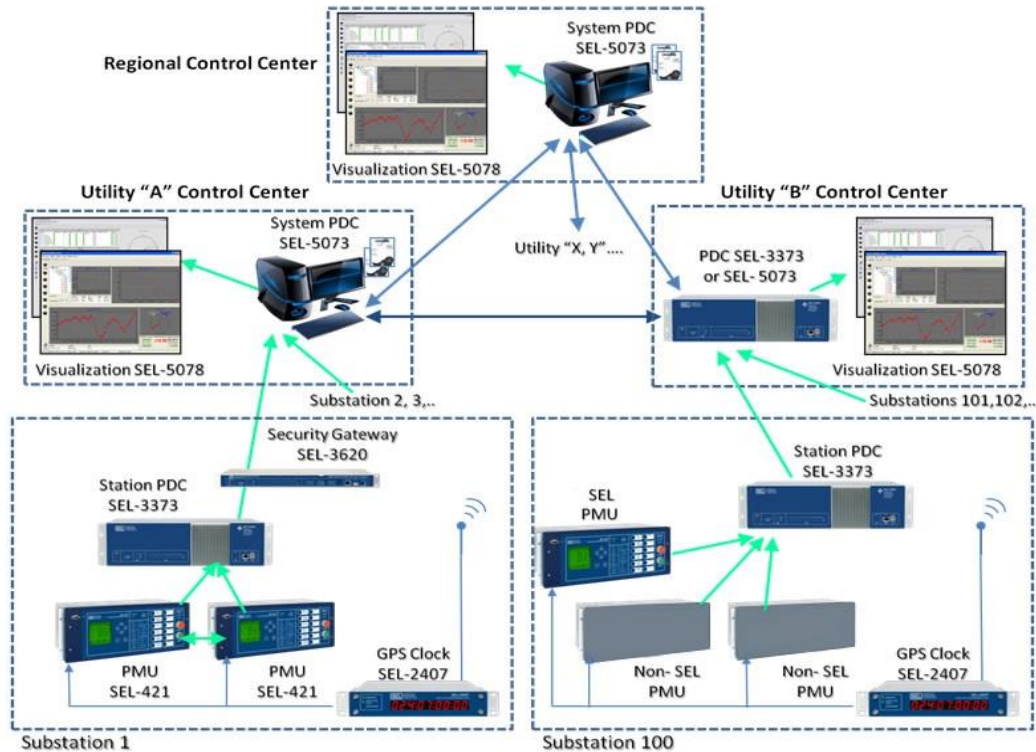 System PDC
SEL-5073
Regional Control Center
Visualization SEL-5078
Utility “A” Control Center
Utility “B” Control Center
System PDC
SEL-5073
Utility “X, Y”....
PDC SEL-3373
or SEL- 5073
Visualization SEL-5078
Visualization SEL-5078
Substation 2, 3,..
Substations 101,102,..
Security Gateway
SEL-3620
Station PDC
SEL-3373
PMU
SEL-421
PMU
SEL-421
GPS Clock
SEL-2407
Substation 1
Station PDC
SEL-3373
SEL
PMU
Non- SEL
PMU
Non- SEL
PMU
GPS Clock
SEL-2407
Substation 100